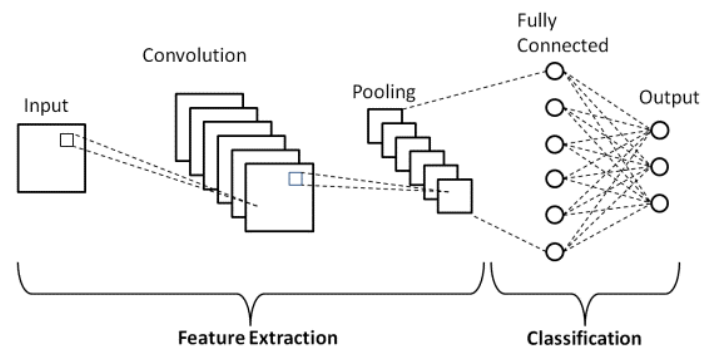 Input
Convolution
Pooling
Fully
Connected
Output
Feature Extraction
Classification